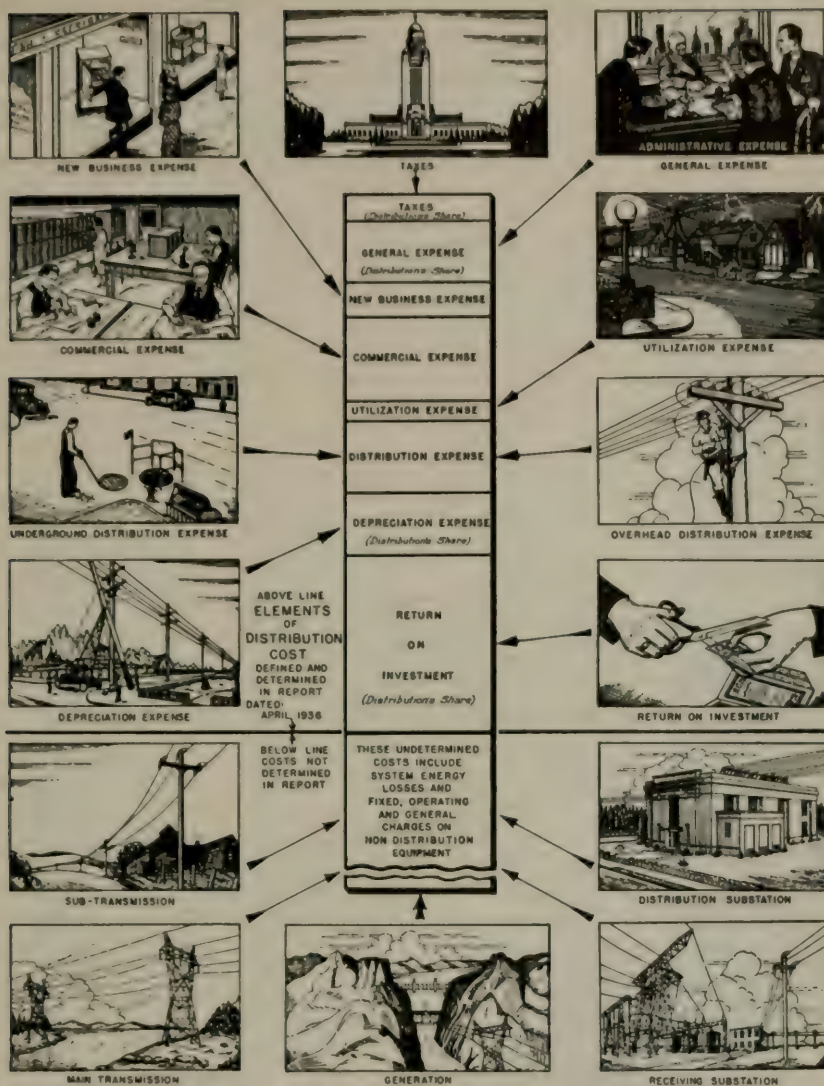 NEW BUSINESS EXPENSE
TAXES
ADMINISTRATIVE EXPENSE
GENERAL EXPENSE
COMMERCIAL EXPENSE
UTILIZATION EXPENSE
UNDERGROUND DISTRIBUTION EXPENSE
OVERHEAD DISTRIBUTION EXPENSE
DEPRECIATION EXPENSE
RETURN ON INVESTMENT
TAXES
(Distribution's Share)
GENERAL EXPENSE
(Distribution's Share)
NEW BUSINESS EXPENSE
COMMERCIAL EXPENSE
UTILIZATION EXPENSE
DISTRIBUTION EXPENSE
DEPRECIATION EXPENSE
(Distribution's Share)
RETURN
ON
INVESTMENT
(Distribution's Share)
ABOVE LINE
ELEMENTS
OF
DISTRIBUTION
COST
DEFINED AND
DETERMINED
IN REPORT
DATED:
APRIL 1936
BELOW LINE
COSTS NOT
DETERMINED
IN REPORT
THESE UNDETERMINED
COSTS INCLUDE
SYSTEM ENERGY
LOSSES AND
FIXED, OPERATING
AND GENERAL
CHARGES ON
NON DISTRIBUTION
EQUIPMENT
SUB-TRANSMISSION
DISTRIBUTION SUBSTATION
MAIN TRANSMISSION
GENERATION
RECEIVING SUBSTATION